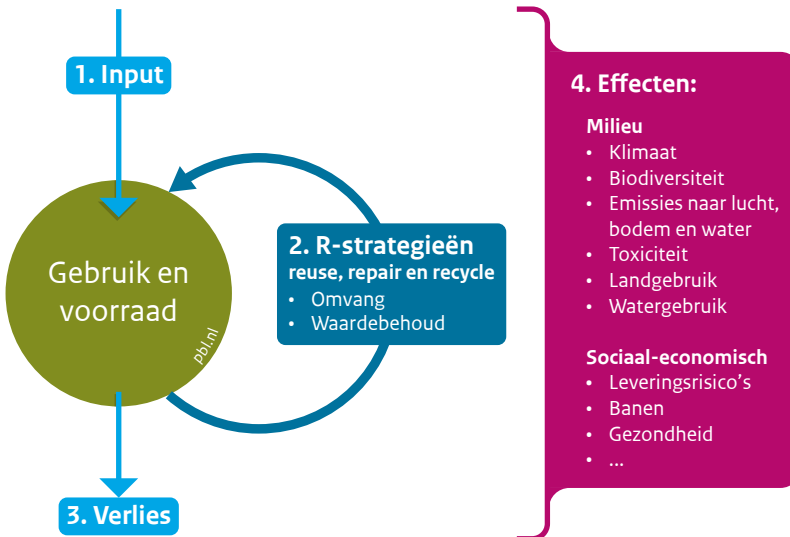 1. Input
Gebruik en
voorraad
pbl.nl
2. R-strategieën
reuse, repair en recycle
• Omvang
• Waardebehoud
3. Verlies
4. Effecten:
Milieu
• Klimaat
• Biodiversiteit
• Emissies naar lucht,
bodem en water
• Toxiciteit
• Landgebruik
• Watergebruik
Sociaal-economisch
• Leveringsrisico’s
• Banen
• Gezondheid
• ...